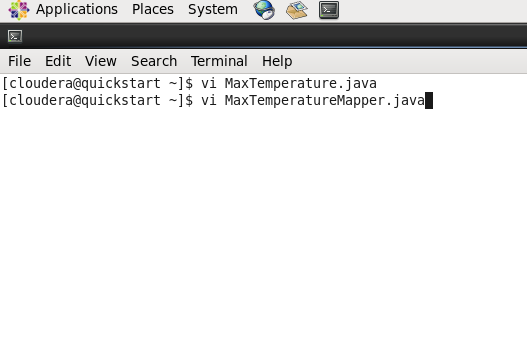 Applications Places System
File Edit View Search Terminal Help
[cloudera@quickstart ~]$ vi MaxTemperature.java
[cloudera@quickstart ~]$ vi MaxTemperatureMapper.java